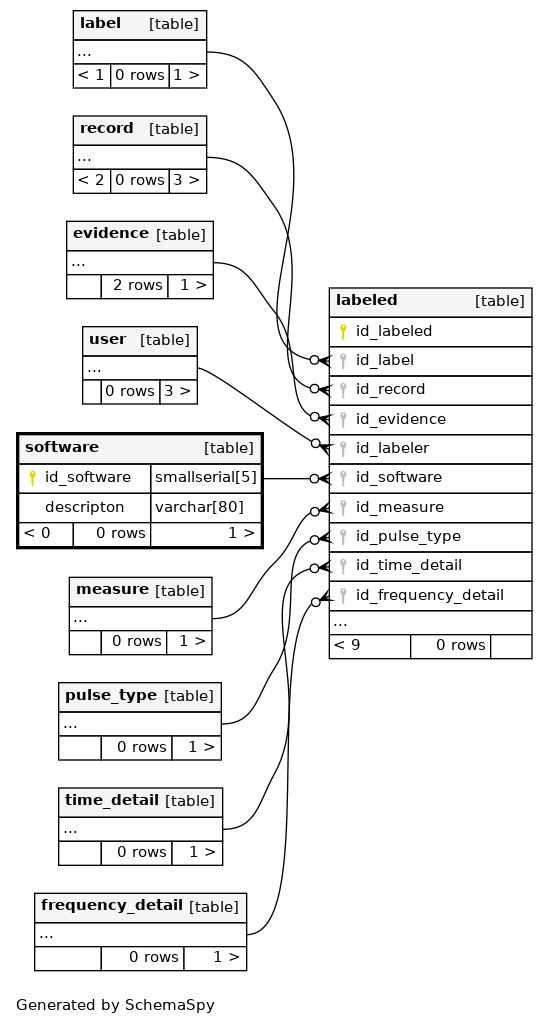 label [table]
...
< 1 0 rows 1 >
record [table]
...
< 2 0 rows 3 >
evidence [table]
...
2 rows 1 >
user [table]
...
0 rows 3 >
software [table]
id_software smallserial[5]
descripton varchar[80]
< 0 0 rows 1 >
measure [table]
...
0 rows 1 >
pulse_type [table]
...
0 rows 1 >
time_detail [table]
...
0 rows 1 >
frequency_detail [table]
...
0 rows 1 >
labeled [table]
id_labeled
id_label
id_record
id_evidence
id_labeler
id_software
id_measure
id_pulse_type
id_time_detail
id_frequency_detail
...
< 9 0 rows
Generated by SchemaSpy